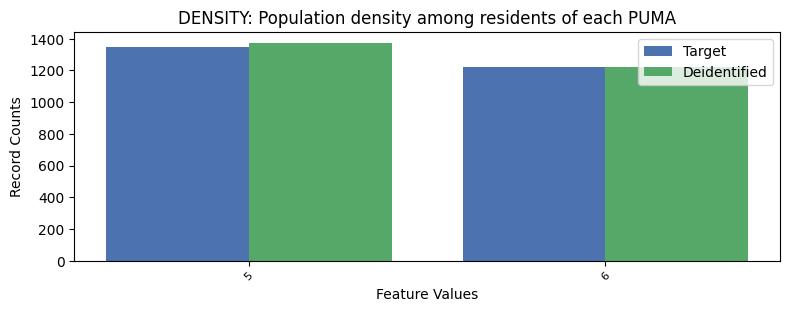 DENSITY: Population density among residents of each PUMA
Target
Deidentified
1400
1200
1000
800
600
400
200
0
Record Counts
5
6
Feature Values